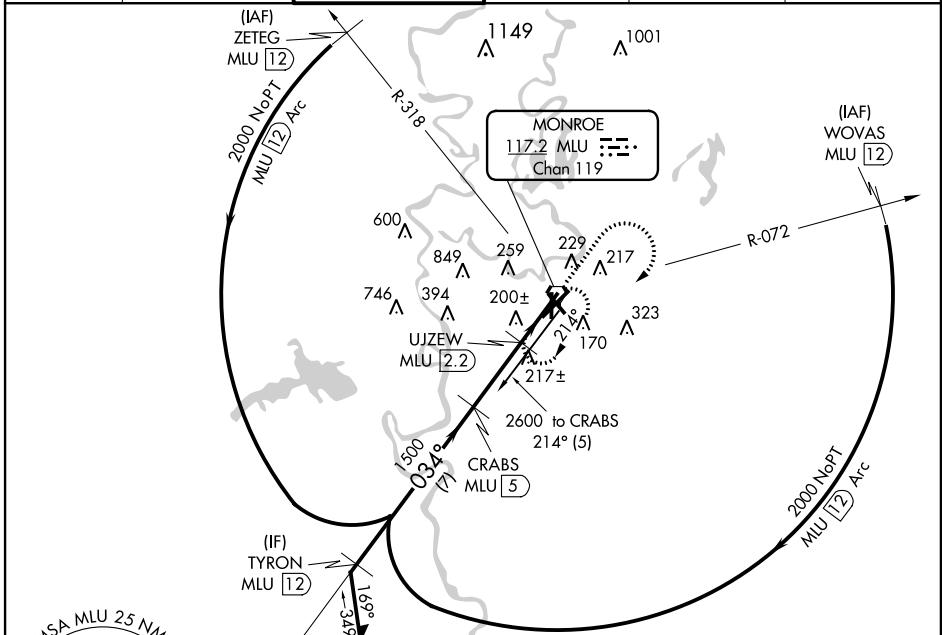 (IAF)
ZETEG
MLU 12
1149
1001
2000 NoPT
MLU 12 Arc
R-318
MONROE
117.2 MLU
Chan 119
(IAF)
WOVAS
MLU 12
R-072
600
849
259
229
217
746
394
200±
323
170
214°
UJZEW
MLU 2.2
217±
2600 to CRABS
214° (5)
1500
034°
(7)
CRABS
MLU 5
2000 NoPT
MLU 12 Arc
(IF)
TYRON
MLU 12
169°
349
MSA MLU 25 NM